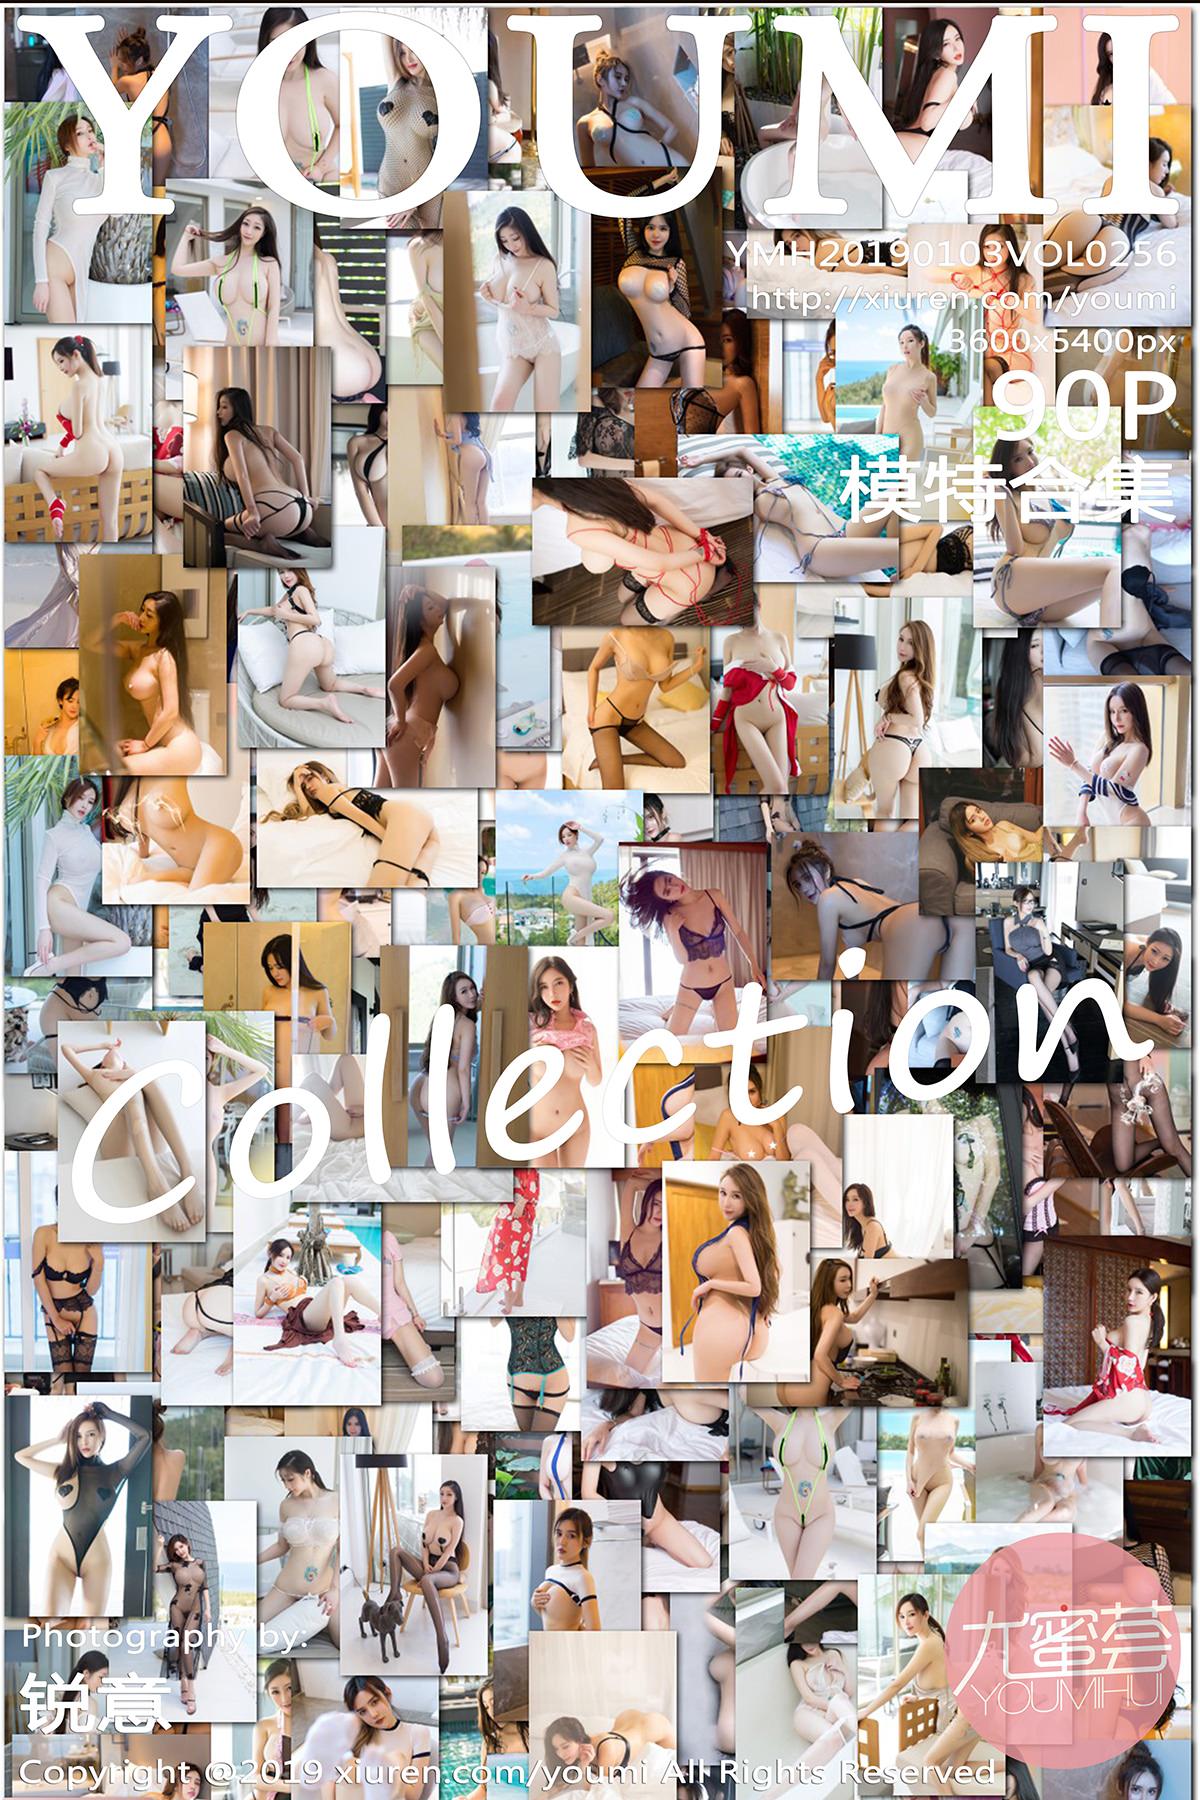 YOUMI
YMH20190103VOL0256
http://xiuren.com/youmi
3600x5400px
90P
模特合集
Collection
Photography by:
锐意
尤蜜荟
YOUMIHUI
Copyright @2019 xiuren.com/youmi All Rights Reserved